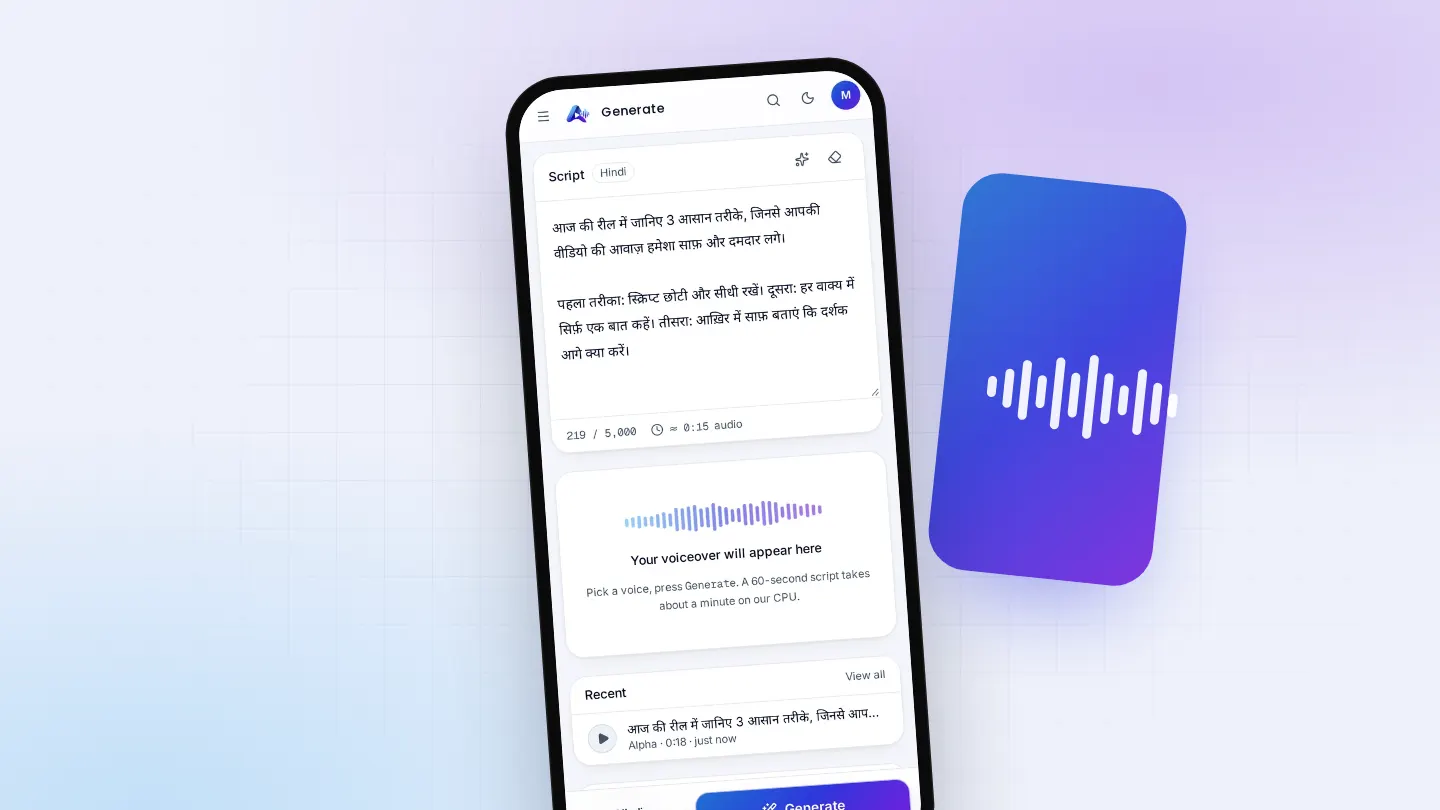 Generate
M
Script
Hindi
आज की रील में जानिए 3 आसान तरीके, जिनसे आपकी
वीडियो की आवाज़ हमेशा साफ़ और दमदार लगे।
पहला तरीका: स्क्रिप्ट छोटी और सीधी रखें। दूसरा: हर वाक्य में
सिर्फ़ एक बात कहें। तीसरा: आख़िर में साफ़ बताएं कि दर्शक
आगे क्या करें।
219 / 5,000
≈ 0:15 audio
Your voiceover will appear here
Pick a voice, press Generate. A 60-second script takes
about a minute on our CPU.
Recent
View all
आज की रील में जानिए 3 आसान तरीके, जिनसे आप...
Alpha · 0:18 · just now
Generate